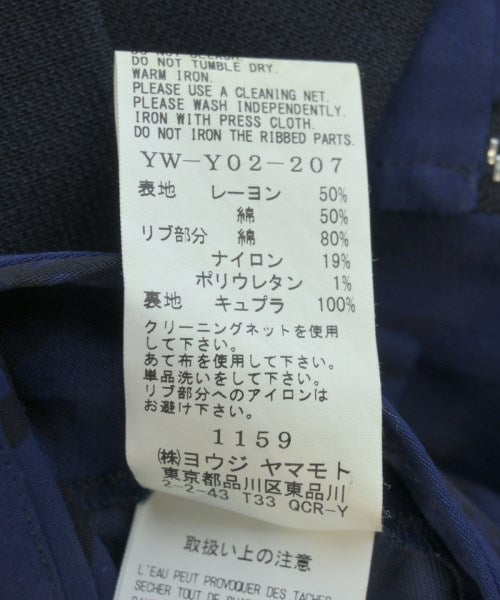 DO NOT BLEACH.
DO NOT TUMBLE DRY.
WARM IRON.
PLEASE USE A CLEANING NET.
PLEASE WASH INDEPENDENTLY.
IRON WITH PRESS CLOTH.
DO NOT IRON THE RIBBED PARTS.
YW-Y02-207
表地 レーヨン 50%
綿 50%
リブ部分 綿 80%
ナイロン 19%
ポリウレタン 1%
裏地 キュプラ 100%
クリーニングネットを使用
して下さい。
あて布を使用して下さい。
単品洗いをして下さい。
リブ部分へのアイロンは
お避け下さい。
1159
(株)ヨウジ ヤマモト
東京都品川区東品川
2-2-43 T33 QCR-Y
取扱い上の注意
L'EAU PEUT PROVOQUER DES TACHES
SECHER TOUT DE